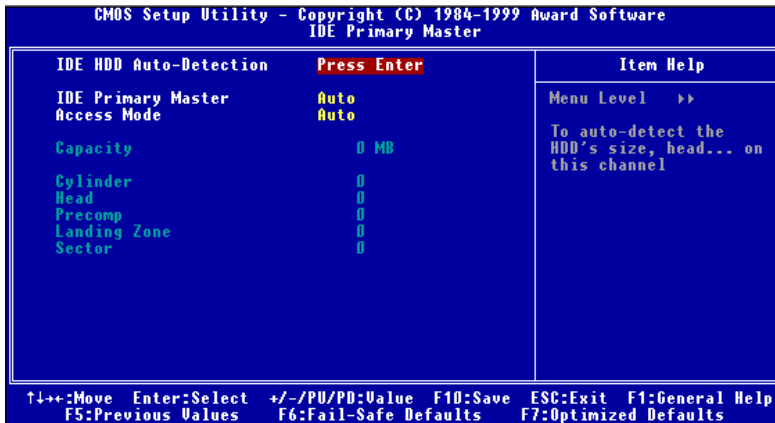 CMOS Setup Utility - Copyright (C) 1984-1999 Award Software
IDE Primary Master
IDE HDD Auto-Detection Press Enter
IDE Primary Master Auto
Access Mode Auto
Capacity 0 MB
Cylinder 0
Head 0
Precomp 0
Landing Zone 0
Sector 0
Item Help
Menu Level ▸▸
To auto-detect the
HDD's size, head... on
this channel
↑↓→←:Move Enter:Select +/-/PU/PD:Value F10:Save ESC:Exit F1:General Help
F5:Previous Values F6:Fail-Safe Defaults F7:Optimized Defaults